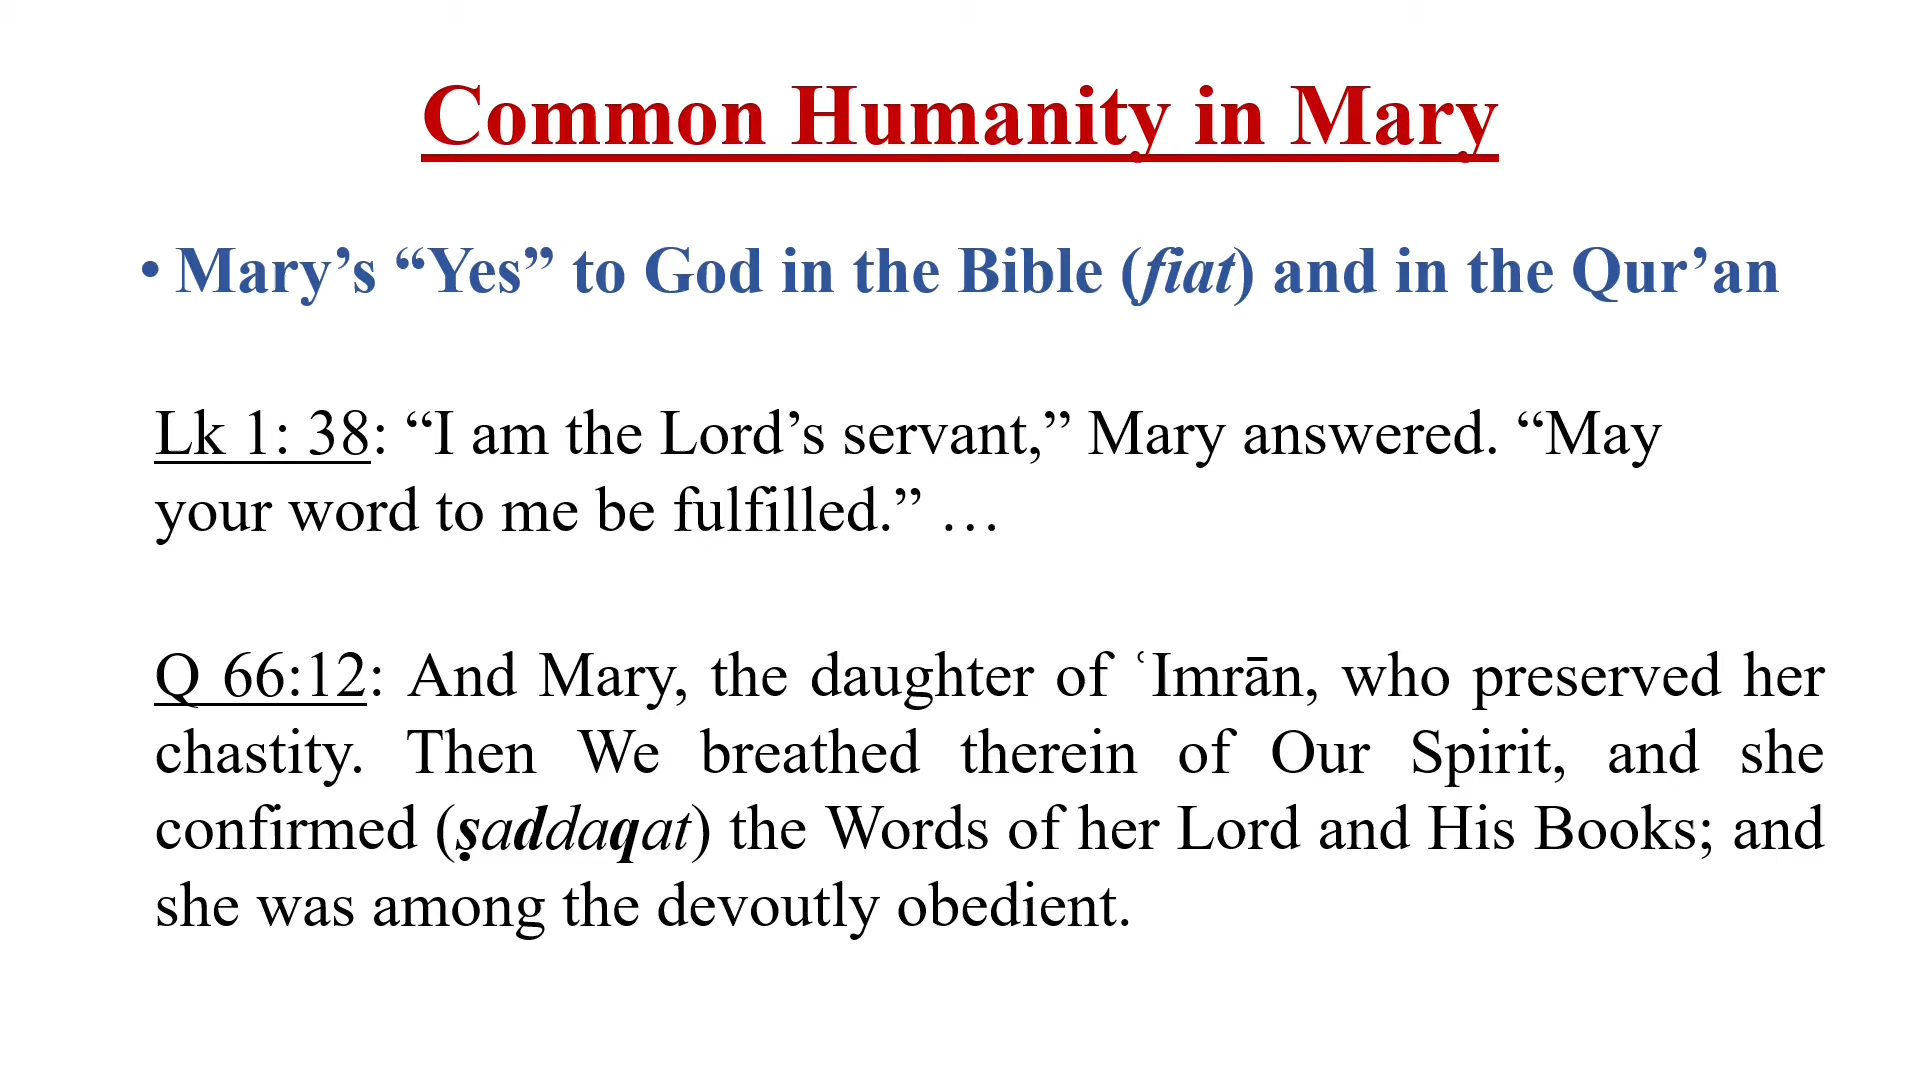 Common Humanity in Mary
• Mary’s “Yes” to God in the Bible (fiat) and in the Qur’an
Lk 1: 38: “I am the Lord’s servant,” Mary answered. “May
your word to me be fulfilled.” …
Q 66:12: And Mary, the daughter of ʿImrān, who preserved her
chastity. Then We breathed therein of Our Spirit, and she
confirmed (ṣaddaqat) the Words of her Lord and His Books; and
she was among the devoutly obedient.